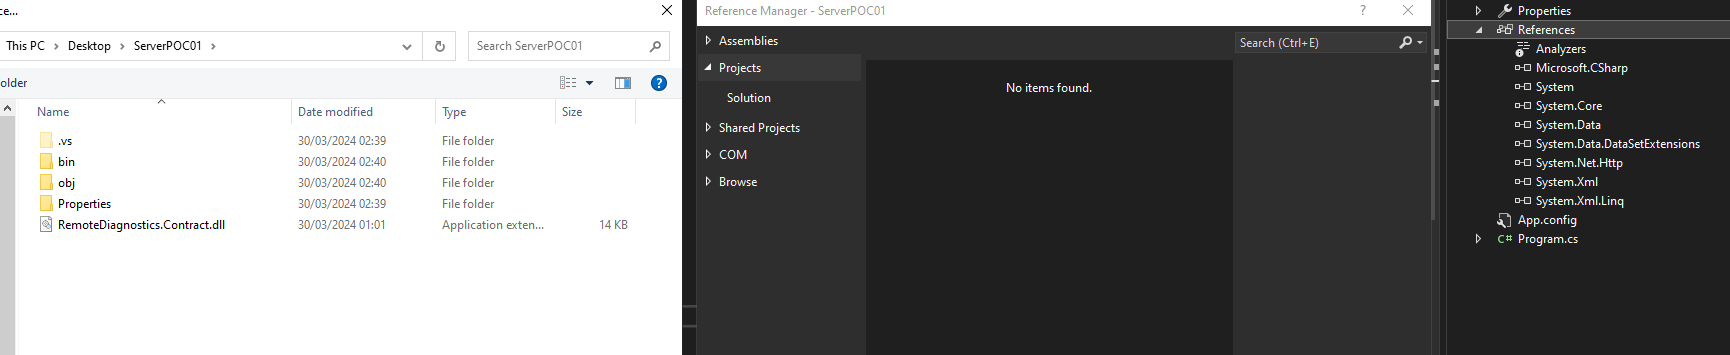 ce...
This PC > Desktop > ServerPOC01 >
Search ServerPOC01
older
Name Date modified Type Size
.vs 30/03/2024 02:39 File folder
bin 30/03/2024 02:40 File folder
obj 30/03/2024 02:40 File folder
Properties 30/03/2024 02:39 File folder
RemoteDiagnostics.Contract.dll 30/03/2024 01:01 Application exten... 14 KB
Reference Manager - ServerPOC01
Assemblies
Projects
Solution
Shared Projects
COM
Browse
No items found.
Search (Ctrl+E)
Properties
References
Analyzers
Microsoft.CSharp
System
System.Core
System.Data
System.Data.DataSetExtensions
System.Net.Http
System.Xml
System.Xml.Linq
App.config
C# Program.cs